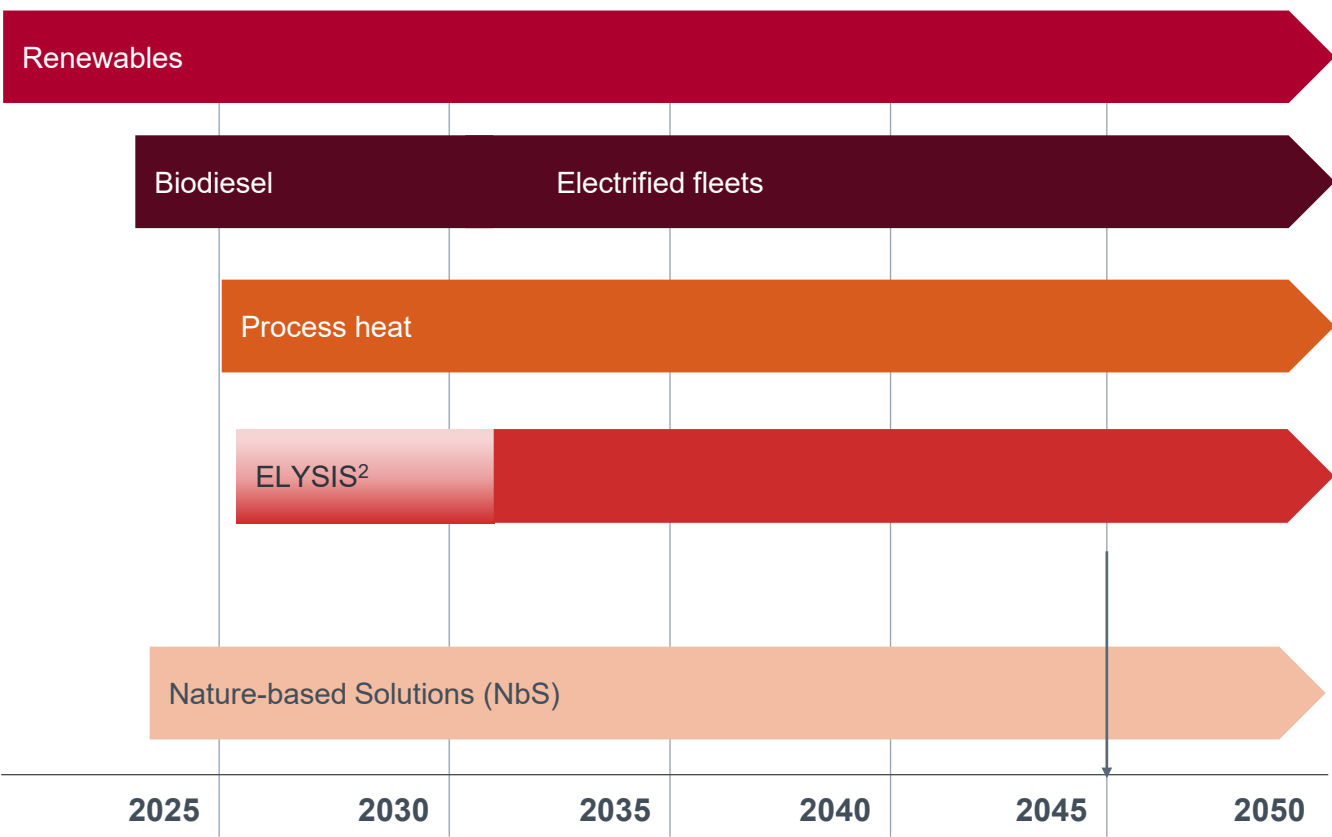 Renewables
Biodiesel Electrified fleets
Process heat
ELYSIS²
Nature-based Solutions (NbS)
2025 2030 2035 2040 2045 2050